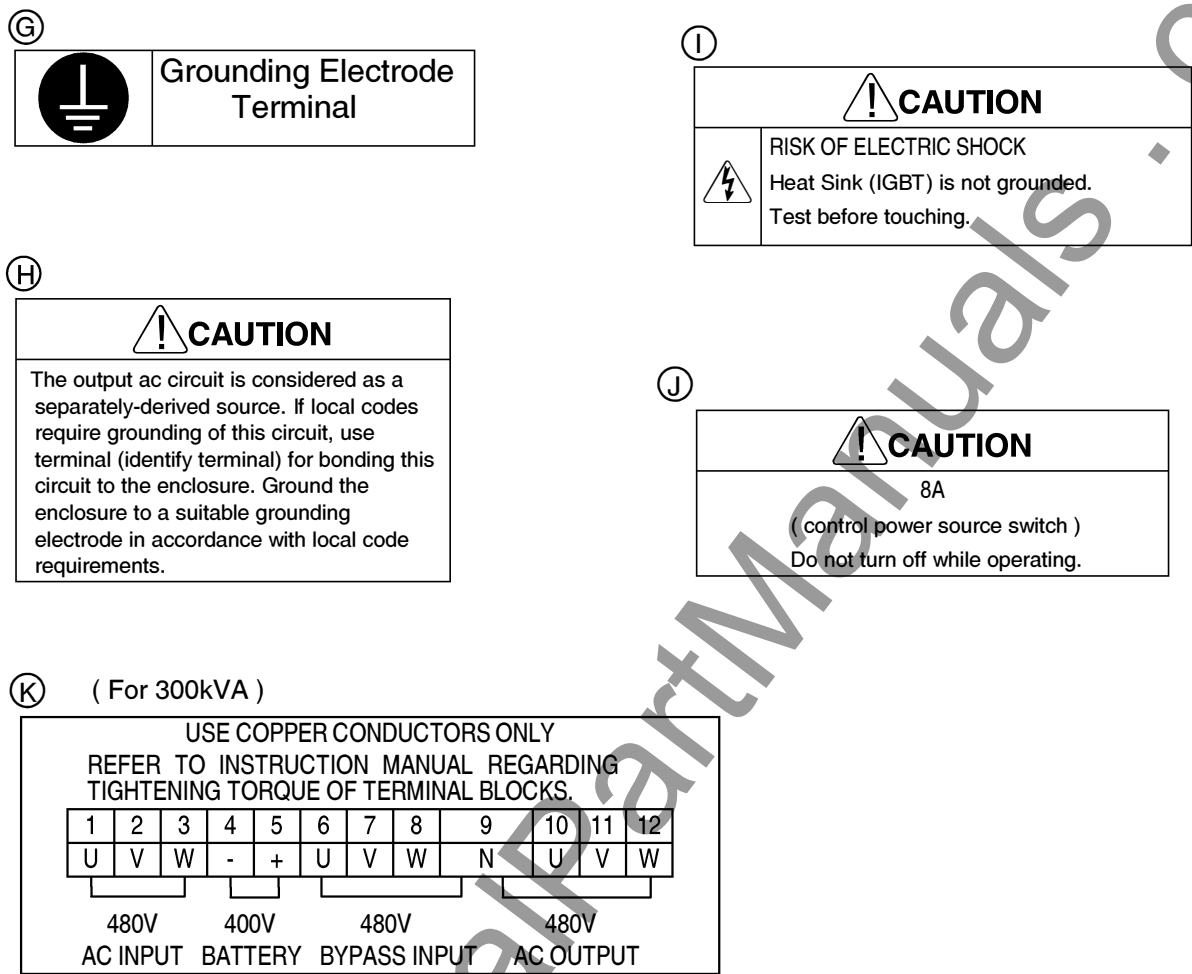 G
Grounding Electrode
Terminal
H
CAUTION
The output ac circuit is considered as a
separately-derived source. If local codes
require grounding of this circuit, use
terminal (identify terminal) for bonding this
circuit to the enclosure. Ground the
enclosure to a suitable grounding
electrode in accordance with local code
requirements.
I
CAUTION
RISK OF ELECTRIC SHOCK
Heat Sink (IGBT) is not grounded.
Test before touching.
J
CAUTION
8A
( control power source switch )
Do not turn off while operating.
K ( For 300kVA )
USE COPPER CONDUCTORS ONLY
REFER TO INSTRUCTION MANUAL REGARDING
TIGHTENING TORQUE OF TERMINAL BLOCKS.
1 2 3 4 5 6 7 8 9 10 11 12
U V W - + U V W N U V W
480V 400V 480V 480V
AC INPUT BATTERY BYPASS INPUT AC OUTPUT
alPartManuals .